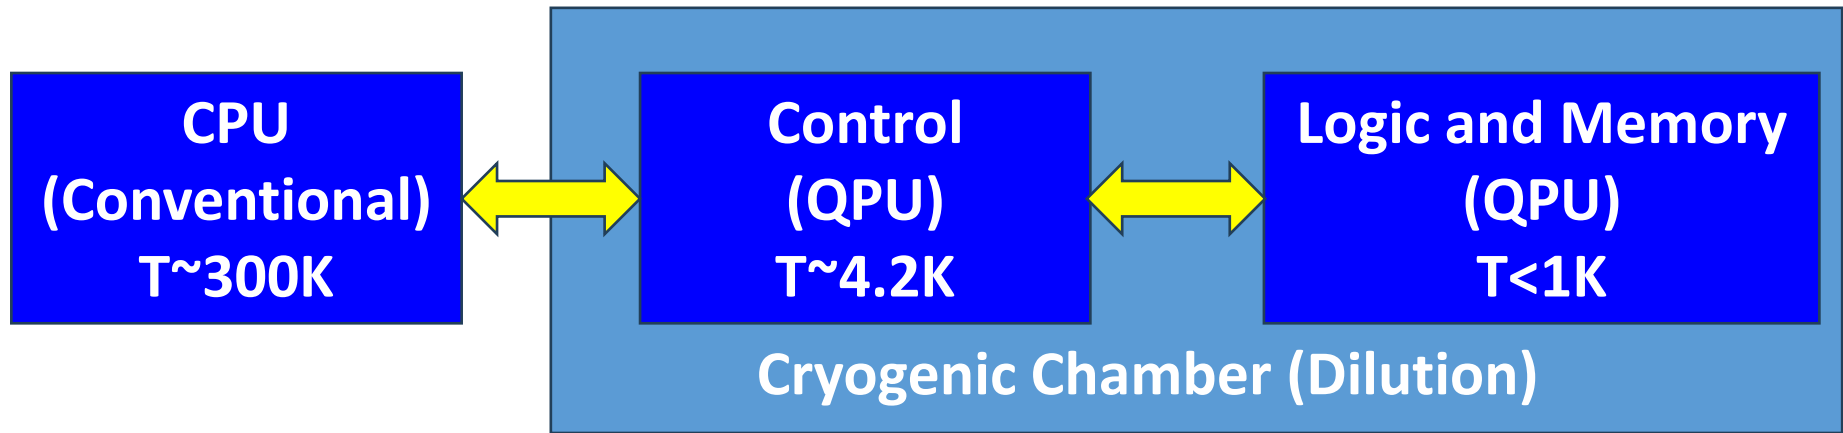 CPU
(Conventional)
T~300K
Control
(QPU)
T~4.2K
Logic and Memory
(QPU)
T<1K
Cryogenic Chamber (Dilution)